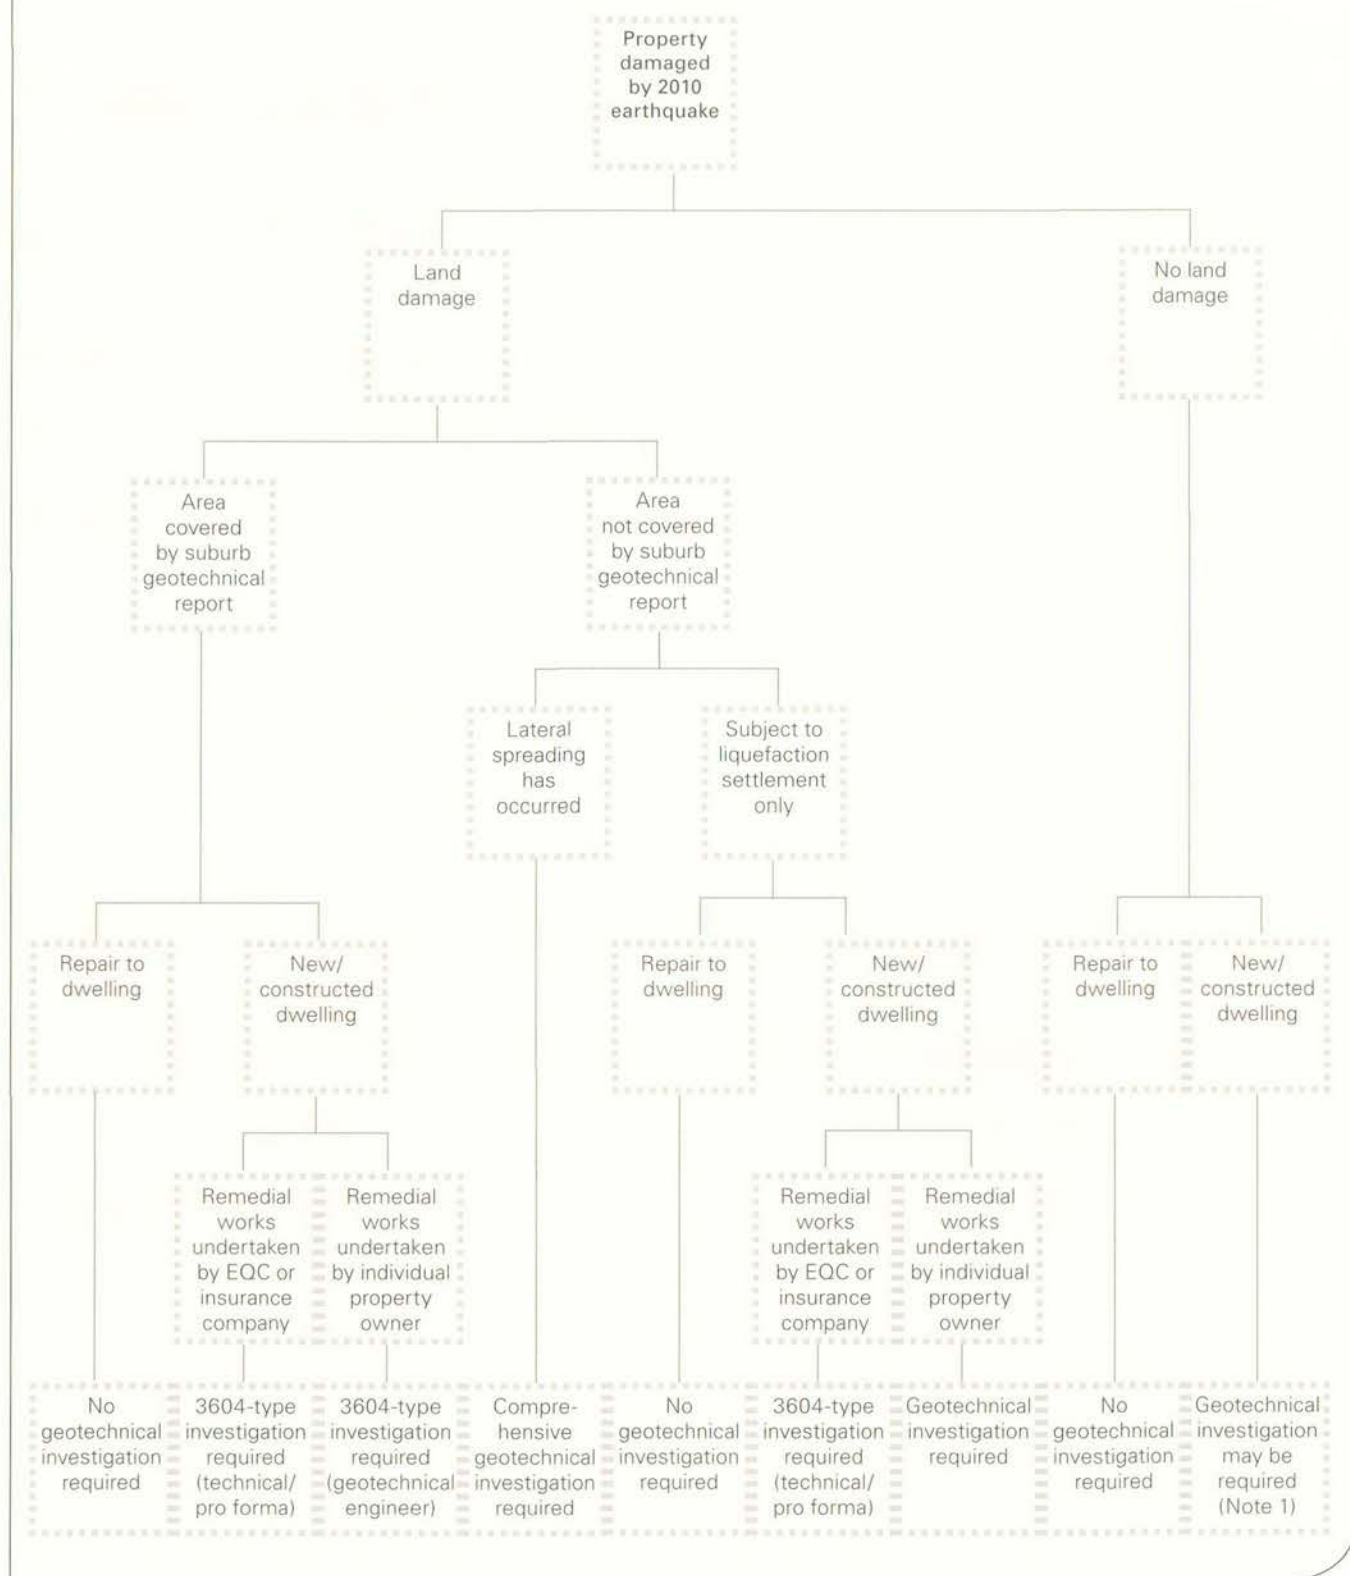 Property
damaged
by 2010
earthquake
Land
damage
No land
damage
Area
covered
by suburb
geotechnical
report
Area
not covered
by suburb
geotechnical
report
Lateral
spreading
has
occurred
Subject to
liquefaction
settlement
only
Repair to
dwelling
New/
constructed
dwelling
Repair to
dwelling
New/
constructed
dwelling
Repair to
dwelling
New/
constructed
dwelling
Remedial
works
undertaken
by EQC or
insurance
company
Remedial
works
undertaken
by individual
property
owner
Remedial
works
undertaken
by EQC or
insurance
company
Remedial
works
undertaken
by individual
property
owner
No
geotechnical
investigation
required
3604-type
investigation
required
(technical/
pro forma)
3604-type
investigation
required
(geotechnical
engineer)
Compre-
hensive
geotechnical
investigation
required
No
geotechnical
investigation
required
3604-type
investigation
required
(technical/
pro forma)
Geotechnical
investigation
required
No
geotechnical
investigation
required
Geotechnical
investigation
may be
required
(Note 1)